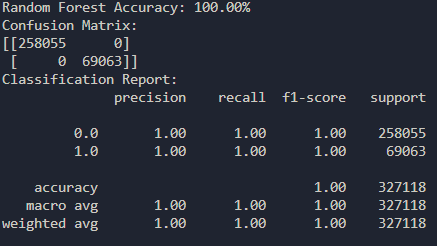 Random Forest Accuracy: 100.00%
Confusion Matrix:
[[258055      0]
 [     0  69063]]
Classification Report:
              precision    recall  f1-score   support

         0.0       1.00      1.00      1.00    258055
         1.0       1.00      1.00      1.00     69063

    accuracy                           1.00    327118
   macro avg       1.00      1.00      1.00    327118
weighted avg       1.00      1.00      1.00    327118